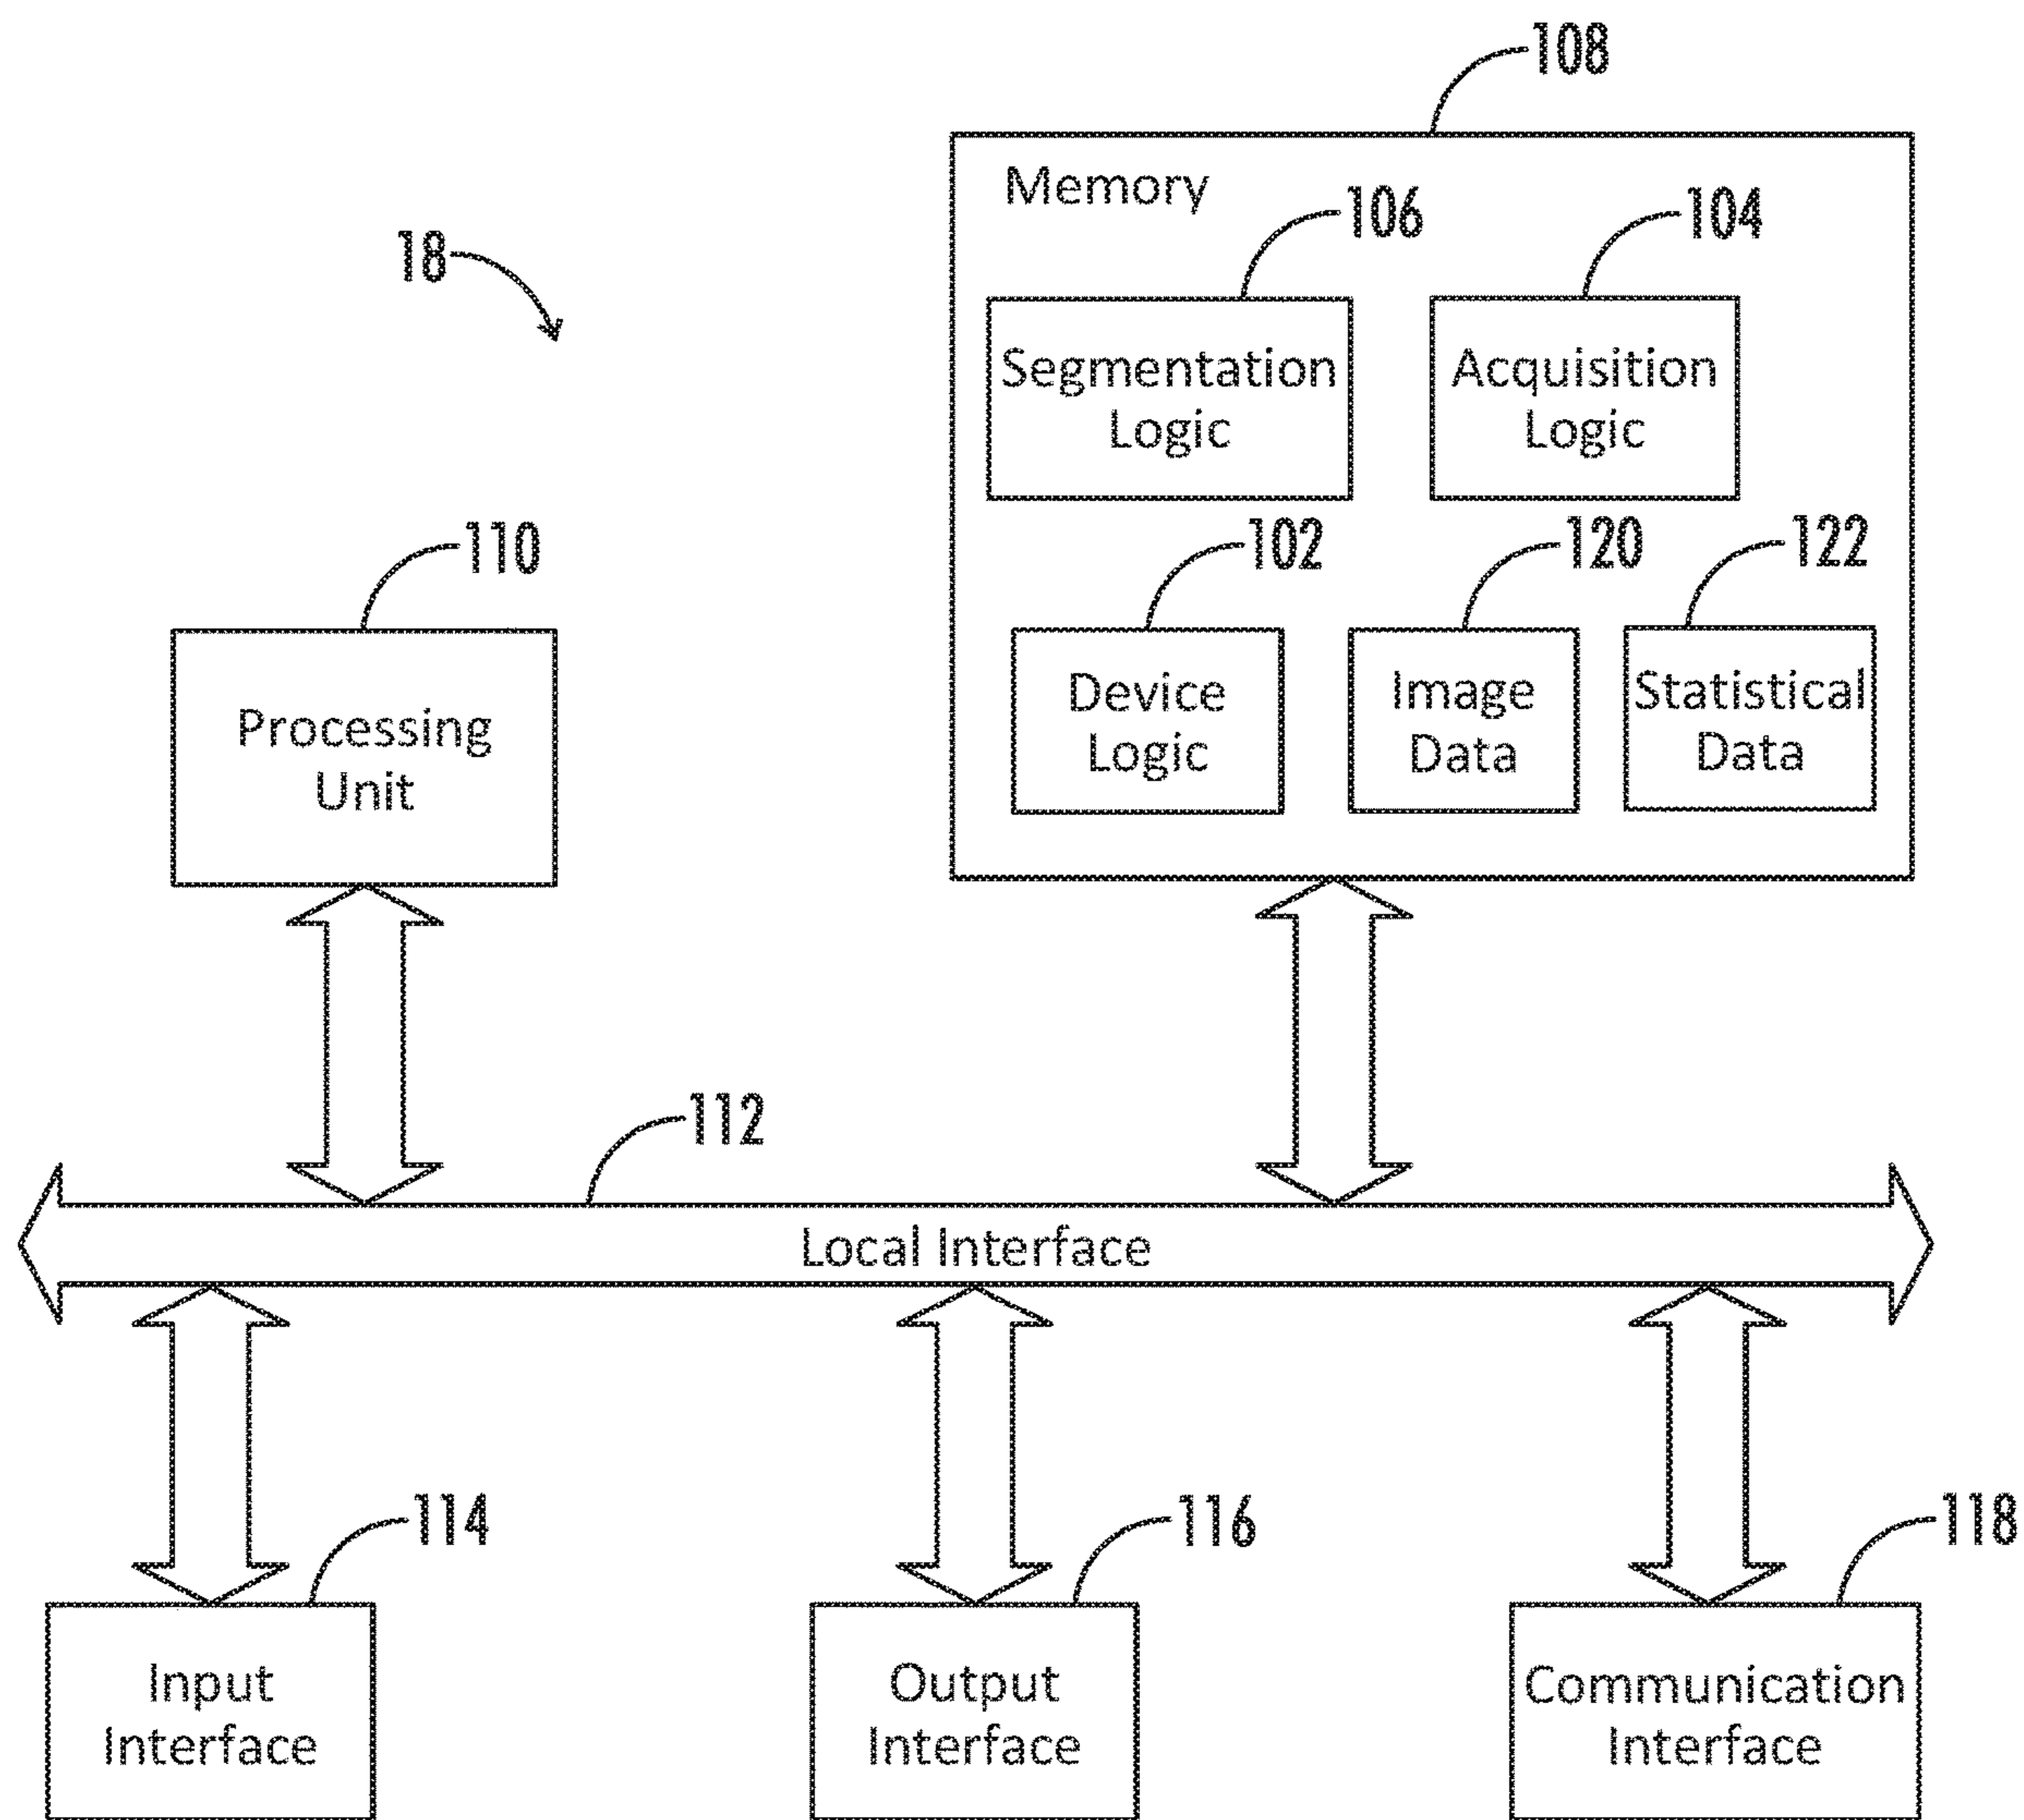 108
Memory
106
104
18
Segmentation
Logic
Acquisition
Logic
110
102
120
122
Processing
Unit
Device
Logic
Image
Data
Statistical
Data
112
Local Interface
114
116
118
Input
Interface
Output
Interface
Communication
Interface